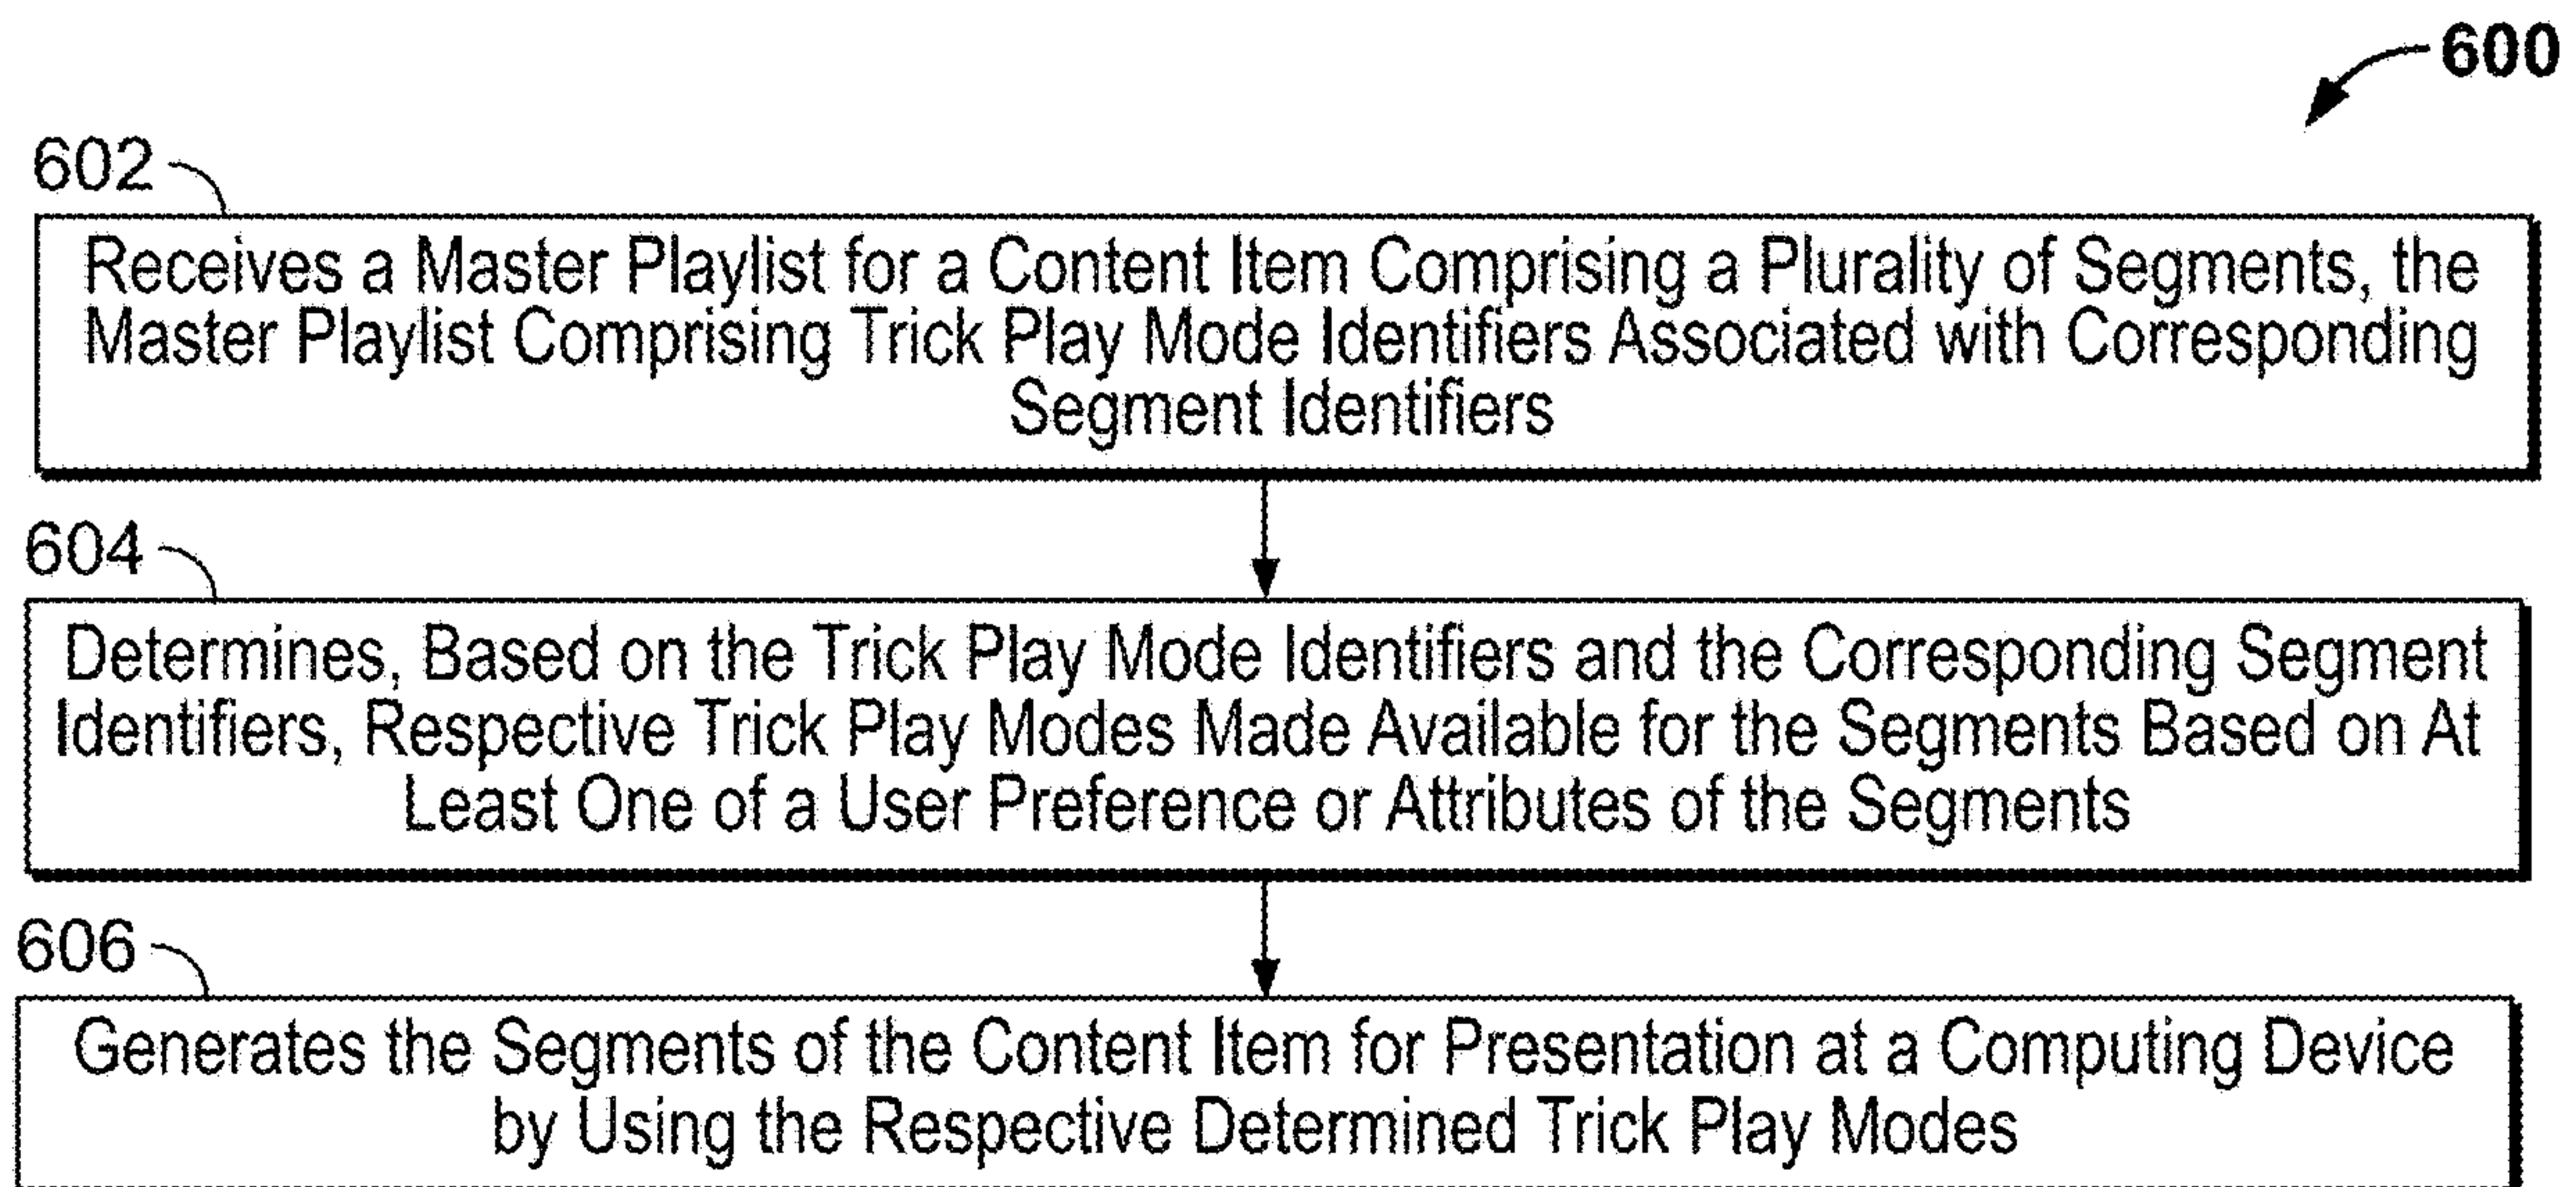 600
602
Receives a Master Playlist for a Content Item Comprising a Plurality of Segments, the
Master Playlist Comprising Trick Play Mode Identifiers Associated with Corresponding
Segment Identifiers
604
Determines, Based on the Trick Play Mode Identifiers and the Corresponding Segment
Identifiers, Respective Trick Play Modes Made Available for the Segments Based on At
Least One of a User Preference or Attributes of the Segments
606
Generates the Segments of the Content Item for Presentation at a Computing Device
by Using the Respective Determined Trick Play Modes